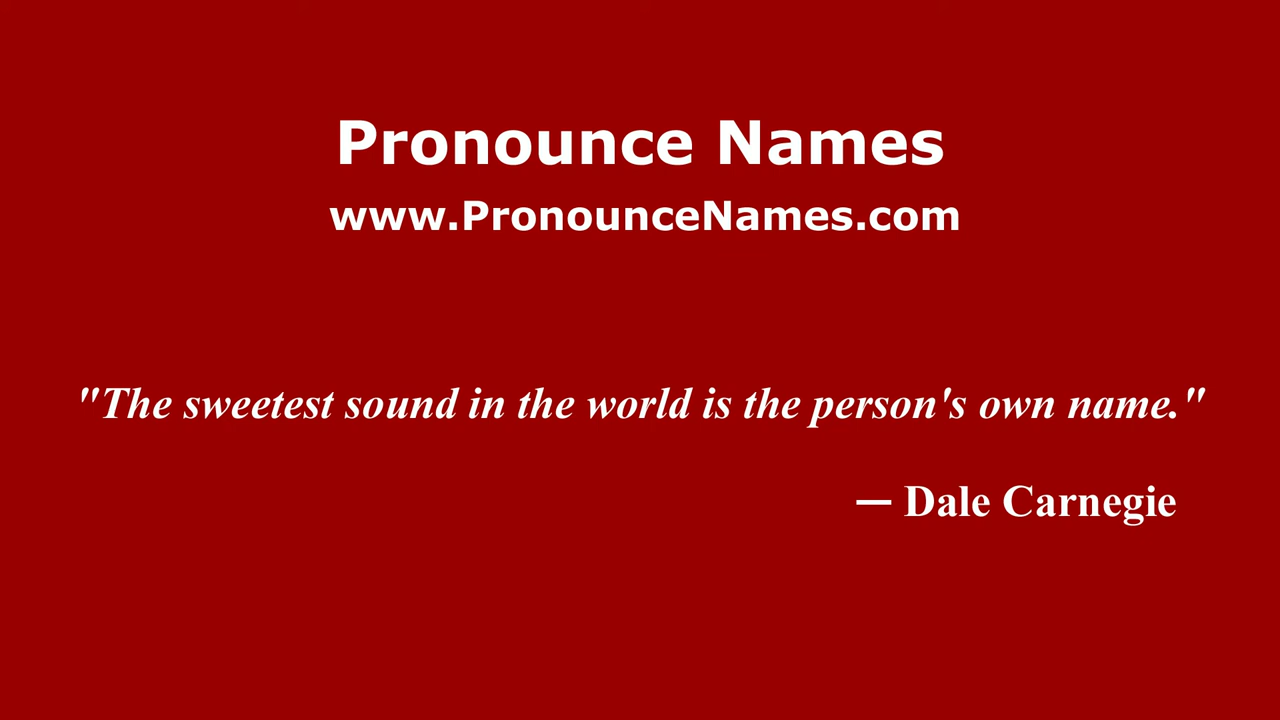 Pronounce Names
www.PronounceNames.com
"The sweetest sound in the world is the person's own name."
— Dale Carnegie